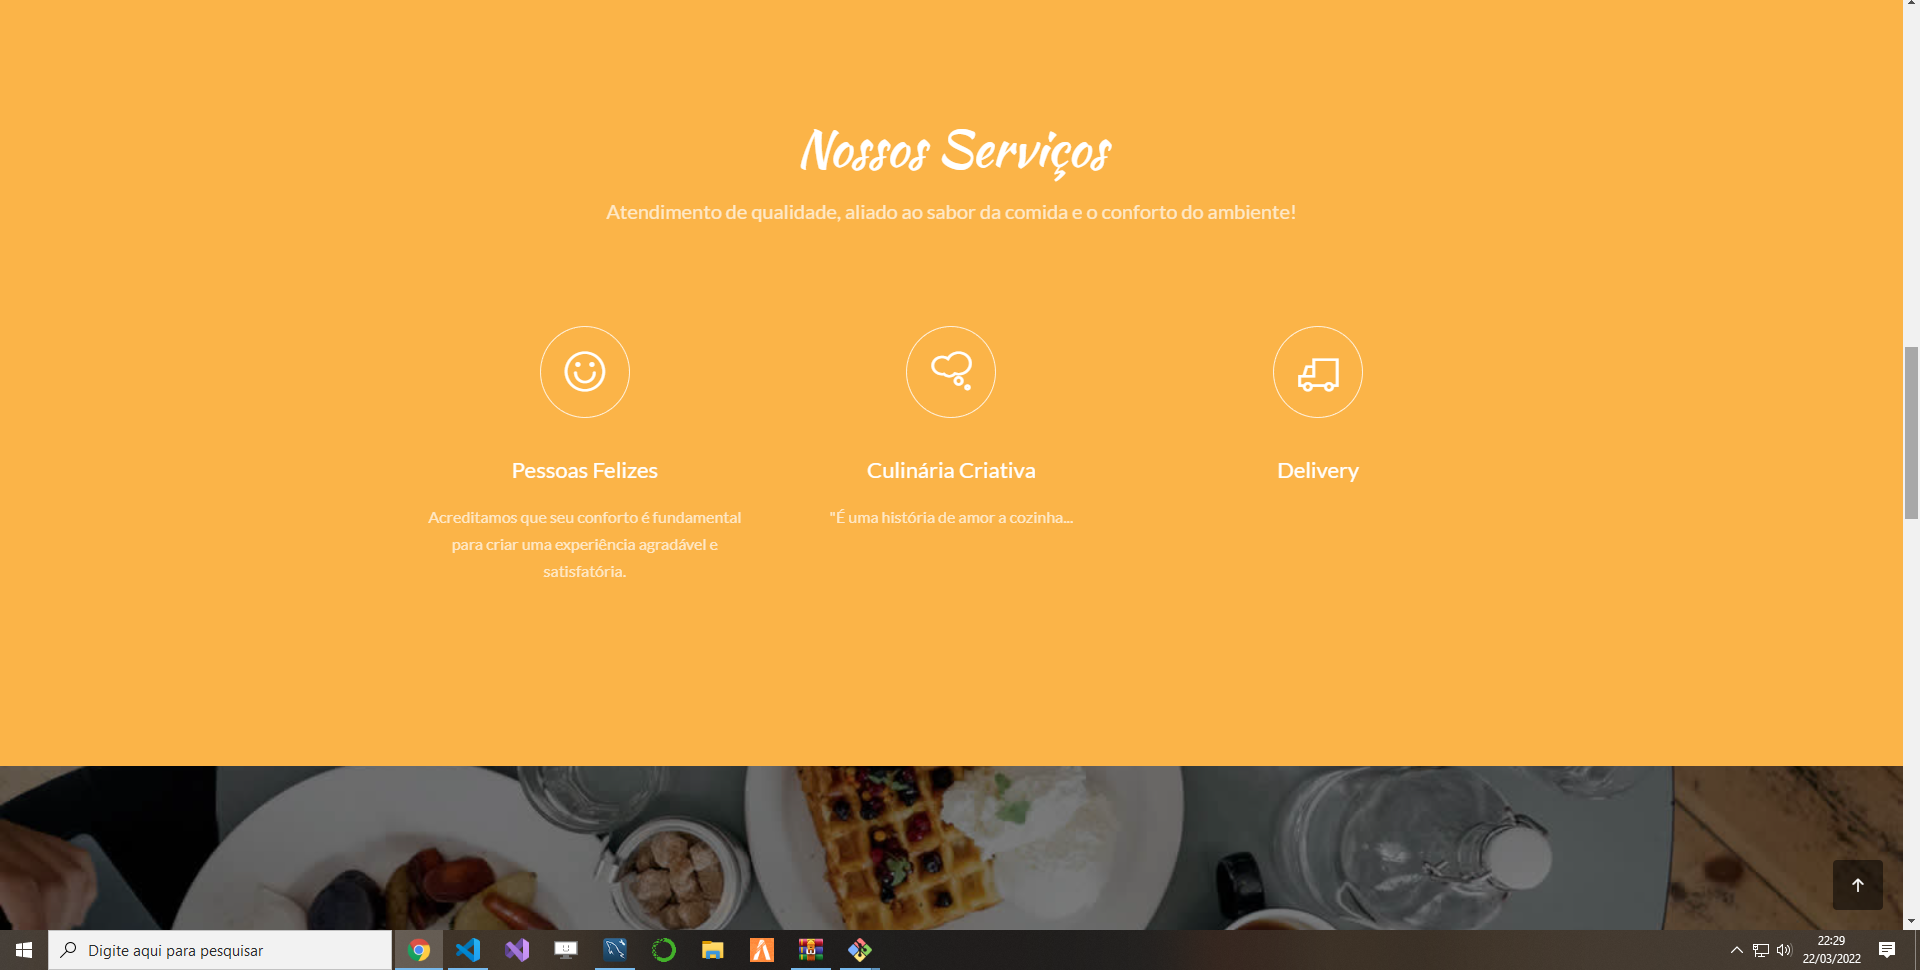 Nossos Serviços
Atendimento de qualidade, aliado ao sabor da comida e o conforto do ambiente!
Pessoas Felizes
Acreditamos que seu conforto é fundamental
para criar uma experiência agradável e
satisfatória.
Culinária Criativa
"É uma história de amor a cozinha...
Delivery
Digite aqui para pesquisar
22:29
22/03/2022